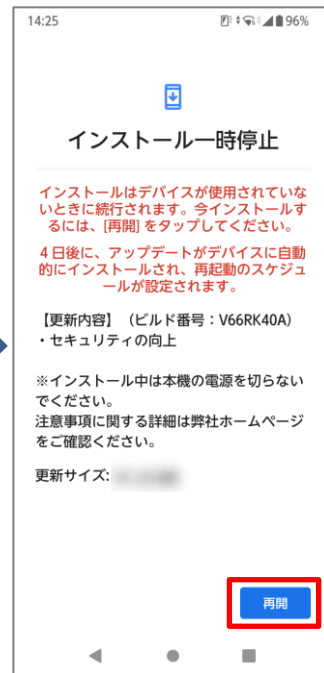 14:25
96%
インストール一時停止
インストールはデバイスが使用されていな
いときに続行されます。今インストールす
るには、[再開] をタップしてください。
4 日後に、アップデートがデバイスに自動
的にインストールされ、再起動のスケジュ
ールが設定されます。
【更新内容】（ビルド番号：V66RK40A）
・セキュリティの向上
※インストール中は本機の電源を切らない
でください。
注意事項に関する詳細は弊社ホームページ
をご確認ください。
更新サイズ:
再開